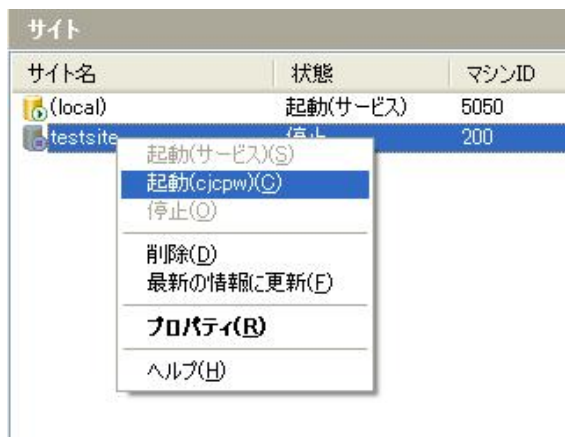 サイト
サイト名 状態 マシンID
(local) 起動(サービス) 5050
testsite 停止 200
起動(サービス)(S)
起動(cjcpw)(C)
停止(O)
削除(D)
最新の情報に更新(F)
プロパティ(R)
ヘルプ(H)